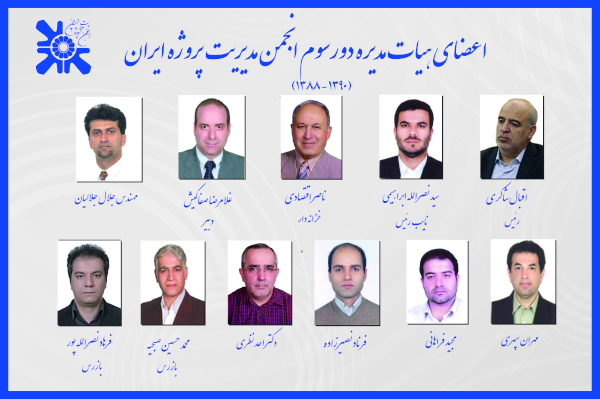 اعضای هیات مدیره دور سوم انجمن مدیریت پروژه ایران
(۱۳۸۸ - ۱۳۹۰)
اقبال شاکری
رئیس
سید نصرالله ابراهیمی
نایب رئیس
ناصر اقتصادی
خزانه دار
غلامرضا صفاکیش
دبیر
مهندس جلال جلالیان
مهران سپهری
مجید فراهانی
فرناد نصیرزاده
دکتر احد نظری
محمد حسین صبحیه
بازرس
فرهاد نصرالله پور
بازرس